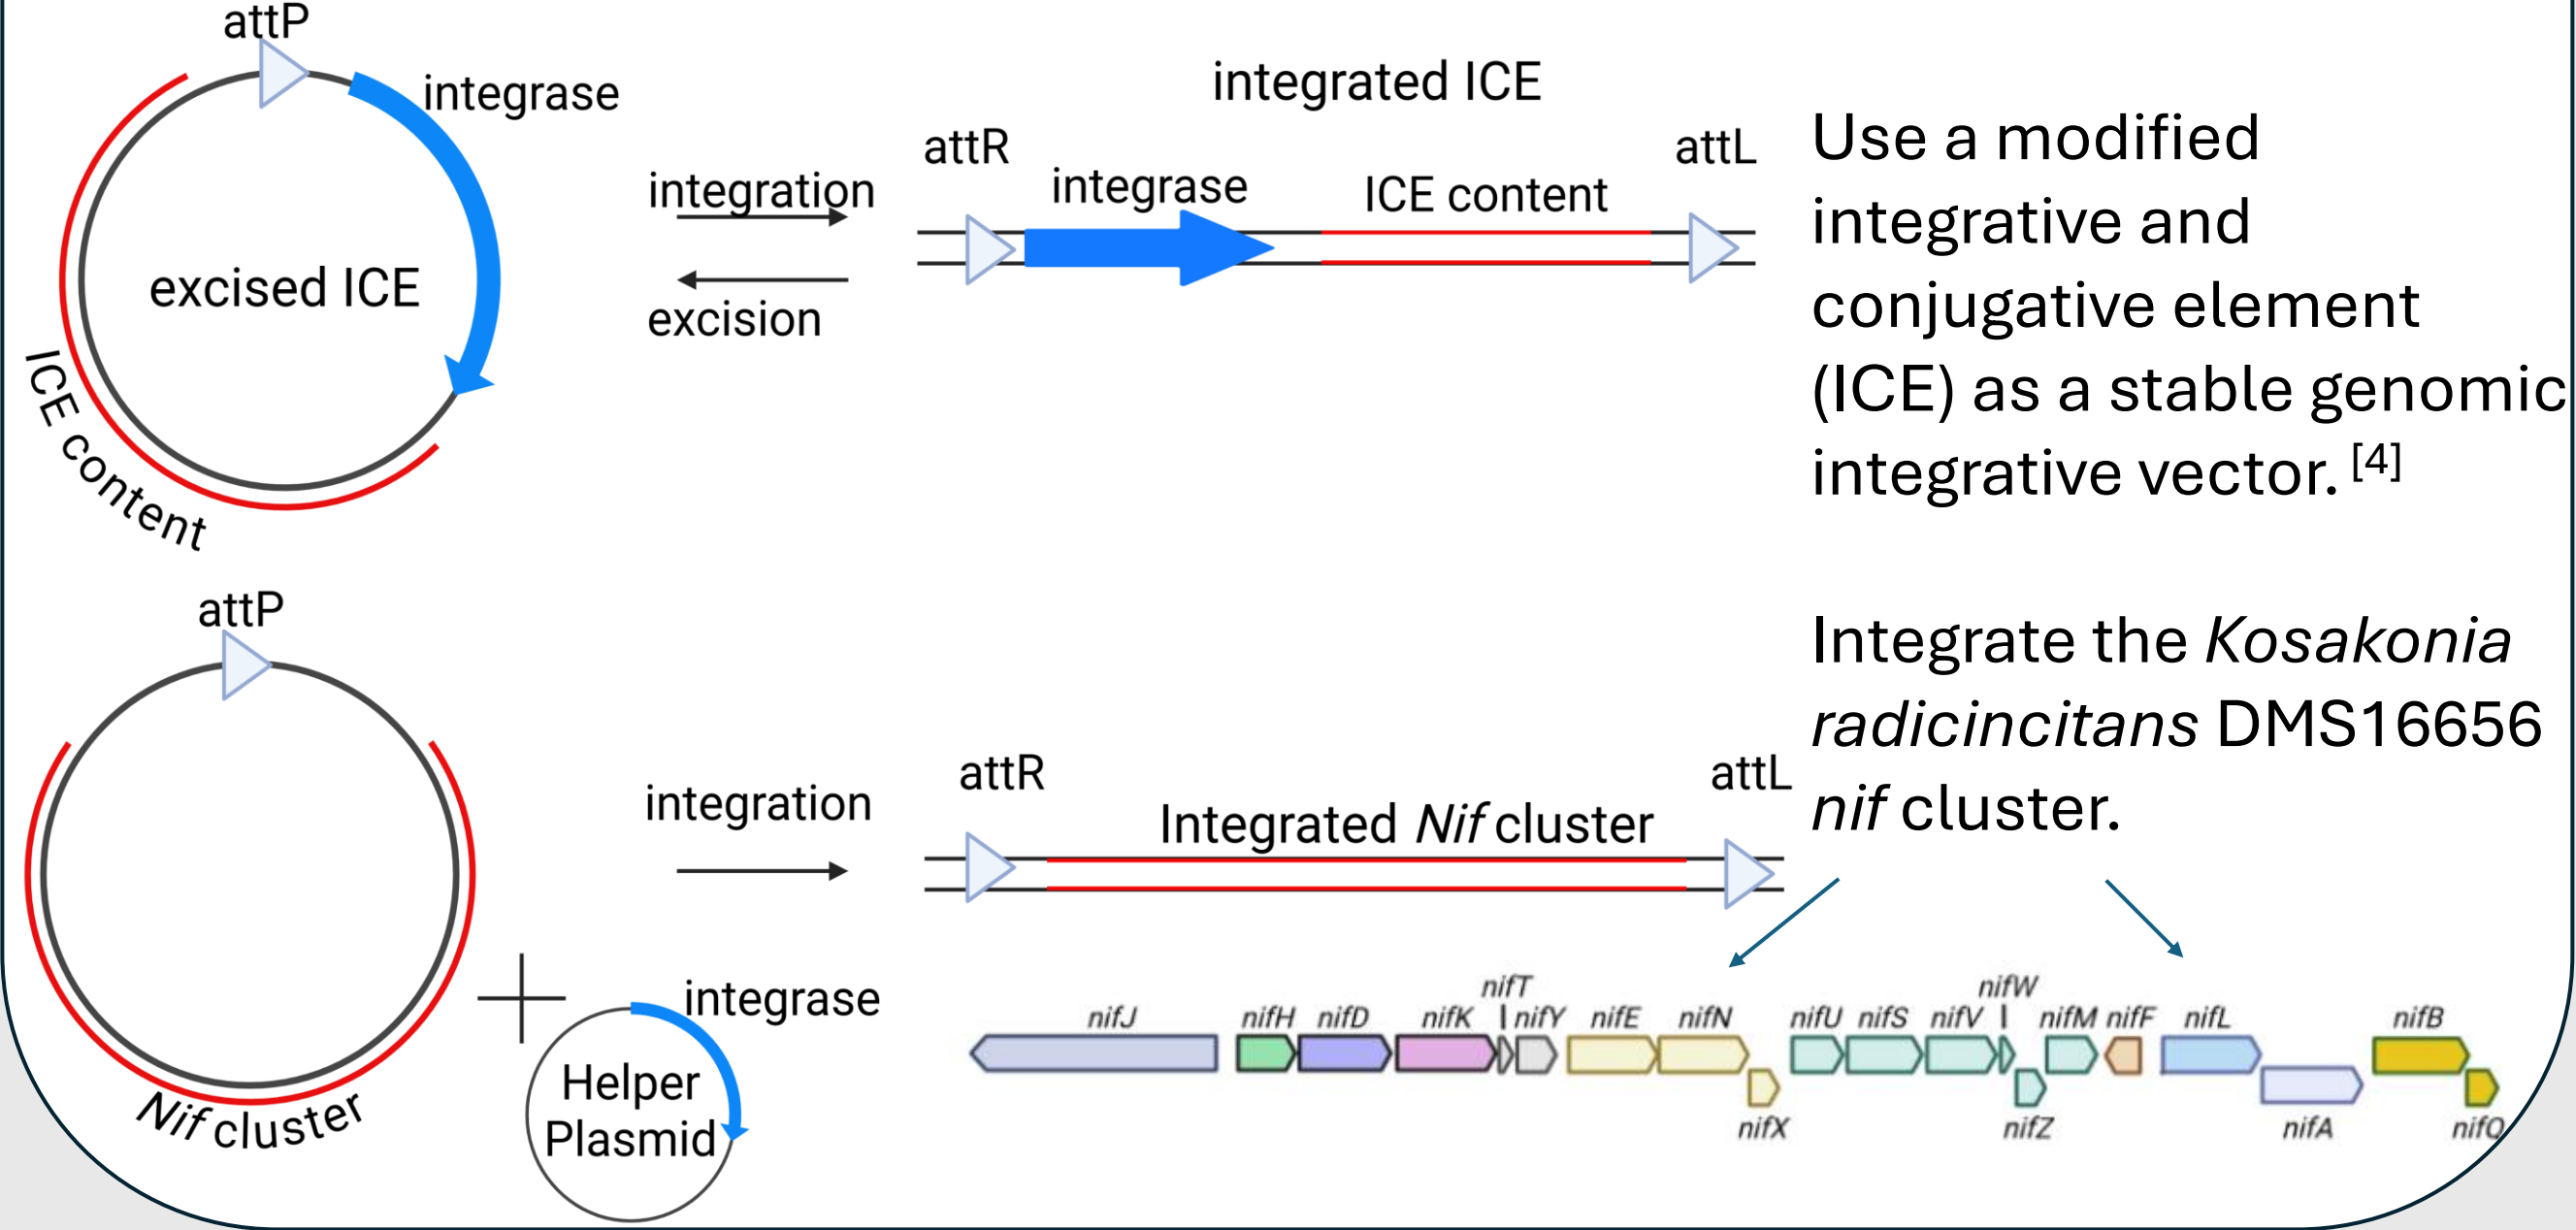 attP
integrase
excised ICE
ICE content
integration
excision
integrated ICE
attR
attL
integrase
ICE content
Use a modified
integrative and
conjugative element
(ICE) as a stable genomic
integrative vector. [4]
attP
Nif cluster
integrase
Helper
Plasmid
integration
attR
attL
Integrated Nif cluster
Integrate the Kosakonia
radicincitans DMS16656
nif cluster.
nifJ
nifH
nifD
nifK
nifT
nifY
nifE
nifN
nifX
nifU
nifS
nifV
nifW
nifZ
nifM
nifF
nifL
nifA
nifB
nifQ